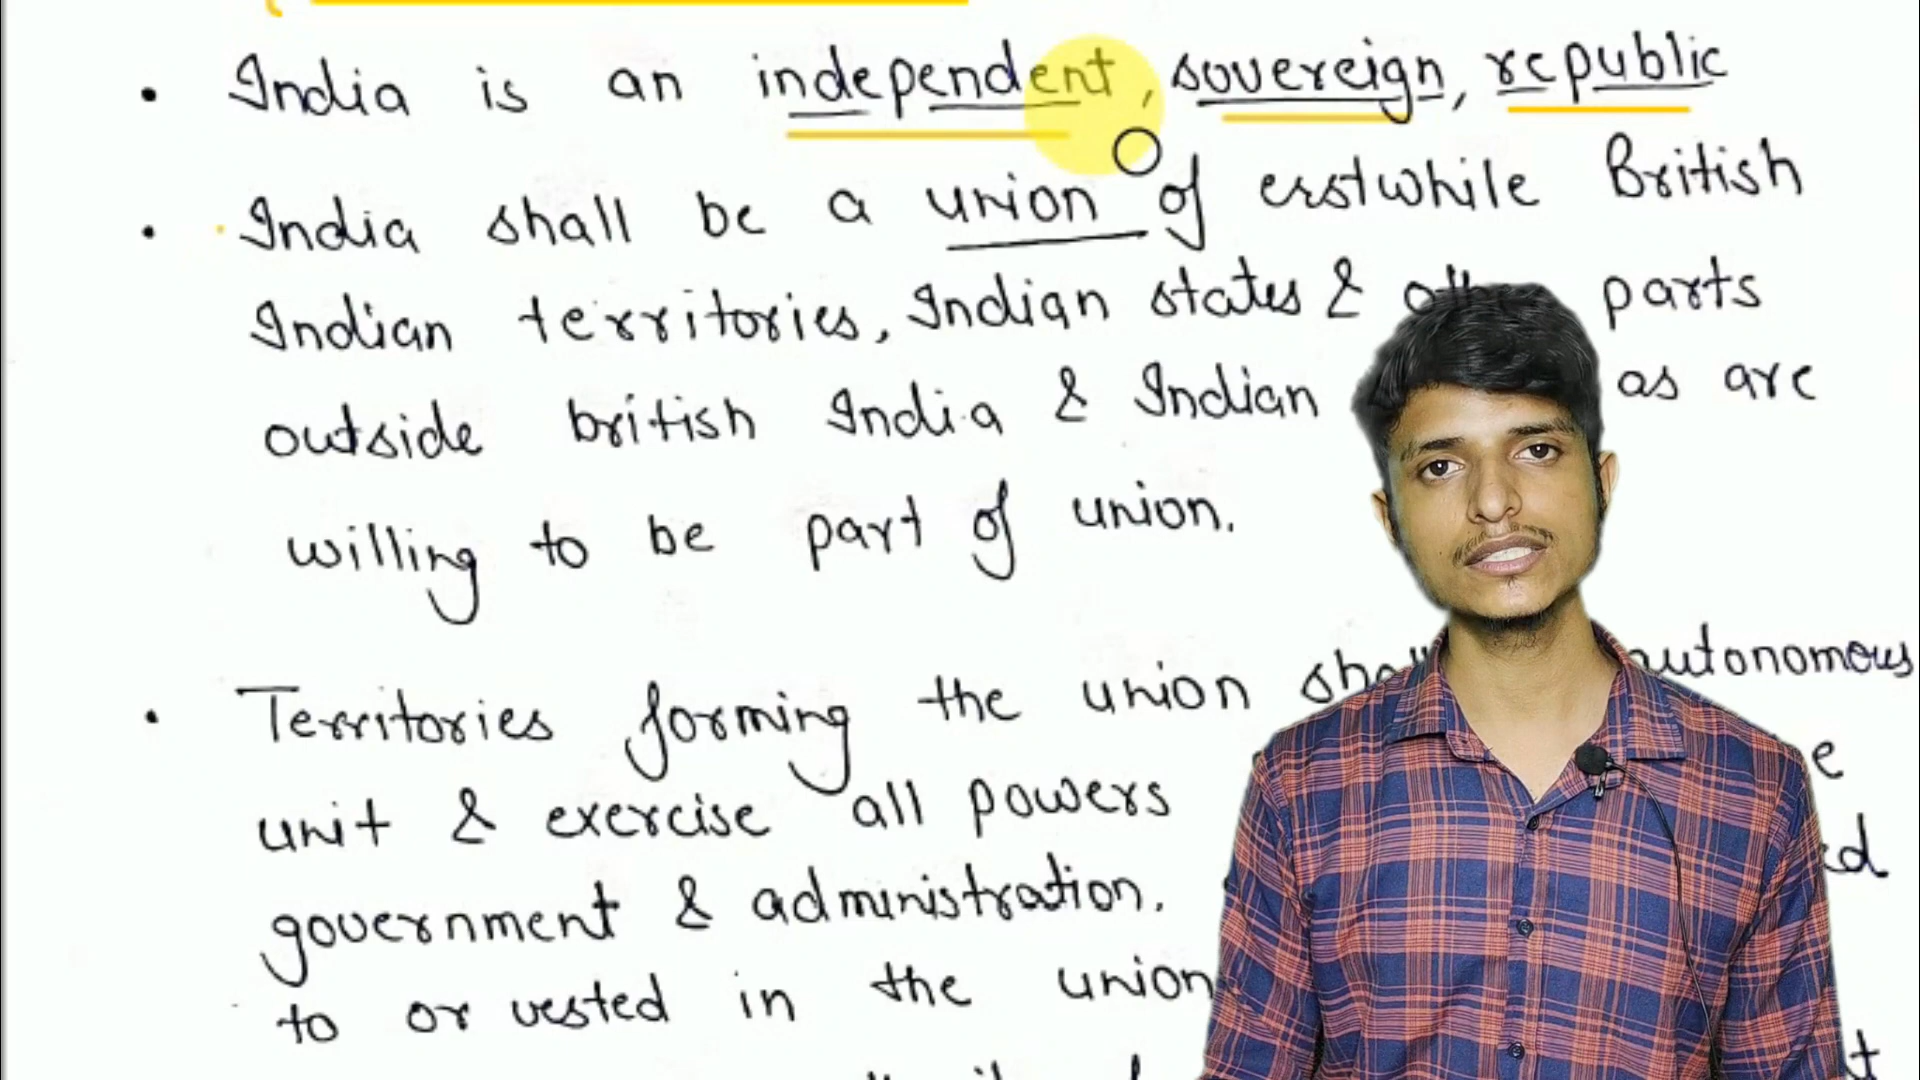 • India is an independent, sovereign, republic
• India shall be a union of erstwhile British
Indian territories, Indian states & other parts
outside british India & Indian as are
willing to be part of union.
• Territories forming the union autonomous
unit & exercise all powers
government & administration.
to or vested in the union